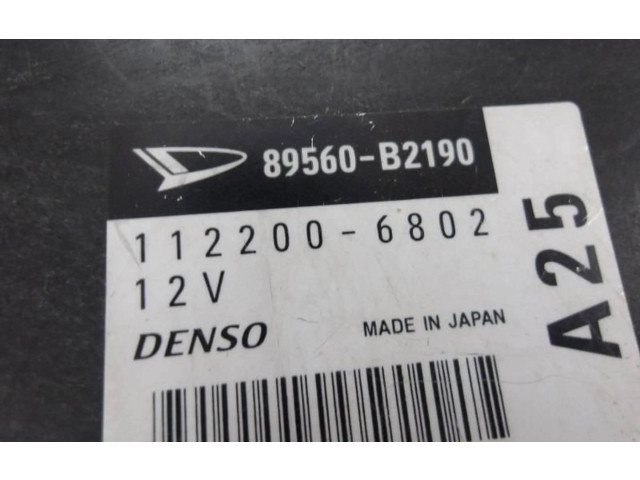 89560-B2190
112200-6802
12V
DENSO
MADE IN JAPAN
A25